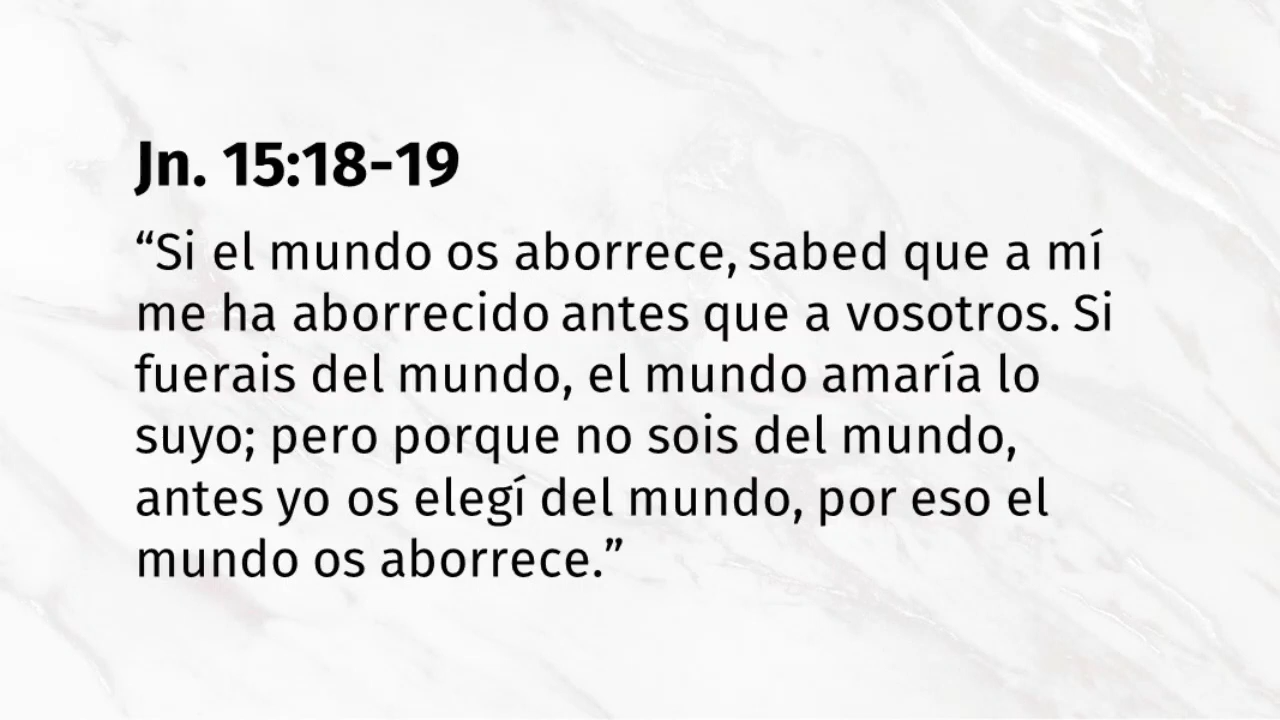 Jn. 15:18-19
“Si el mundo os aborrece, sabed que a mí
me ha aborrecido antes que a vosotros. Si
fuerais del mundo, el mundo amaría lo
suyo; pero porque no sois del mundo,
antes yo os elegí del mundo, por eso el
mundo os aborrece.”